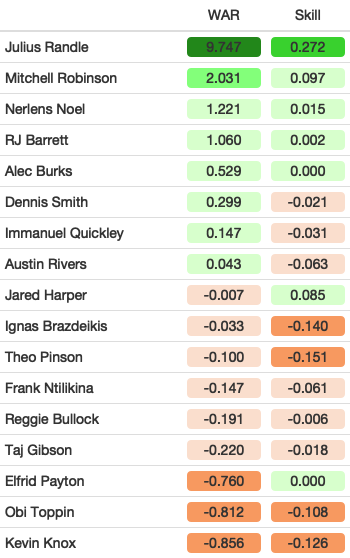 WAR Skill
Julius Randle 9.747 0.272
Mitchell Robinson 2.031 0.097
Nerlens Noel 1.221 0.015
RJ Barrett 1.060 0.002
Alec Burks 0.529 0.000
Dennis Smith 0.299 -0.021
Immanuel Quickley 0.147 -0.031
Austin Rivers 0.043 -0.063
Jared Harper -0.007 0.085
Ignas Brazdeikis -0.033 -0.140
Theo Pinson -0.100 -0.151
Frank Ntilikina -0.147 -0.061
Reggie Bullock -0.191 -0.006
Taj Gibson -0.220 -0.018
Elfrid Payton -0.760 0.000
Obi Toppin -0.812 -0.108
Kevin Knox -0.856 -0.126